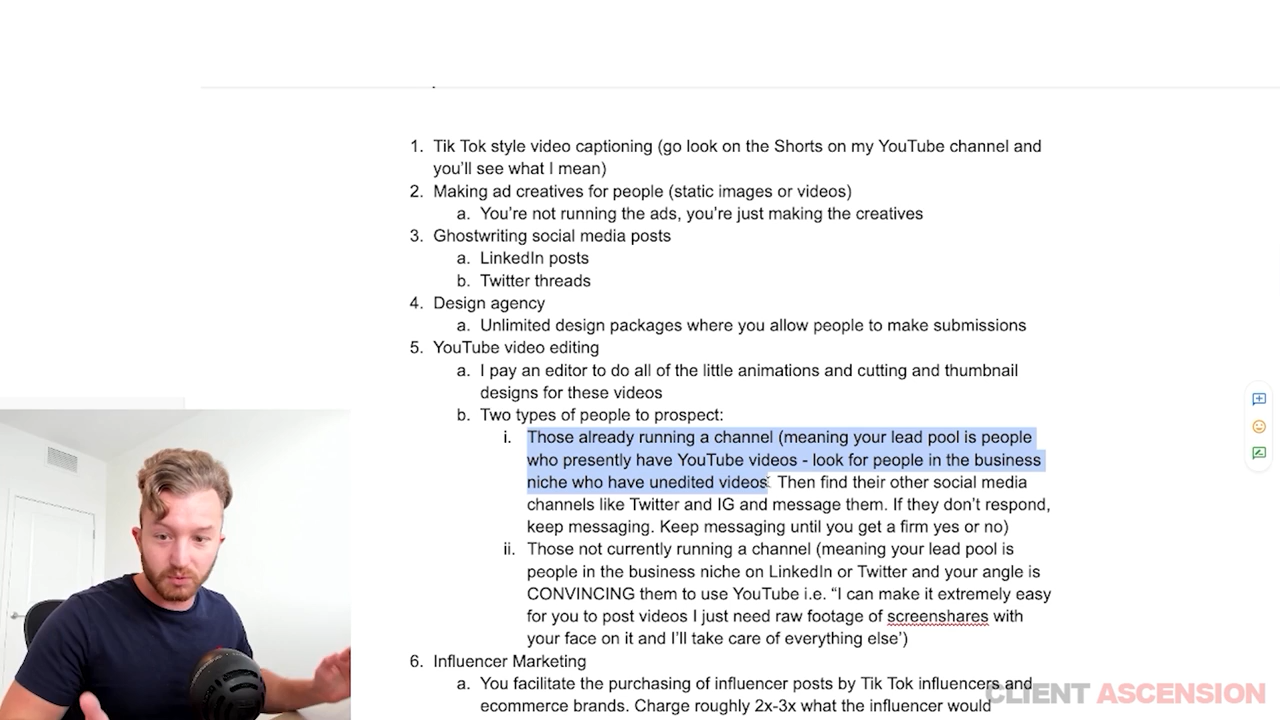 1. Tik Tok style video captioning (go look on the Shorts on my YouTube channel and
you'll see what I mean)
2. Making ad creatives for people (static images or videos)
a. You're not running the ads, you're just making the creatives
3. Ghostwriting social media posts
a. LinkedIn posts
b. Twitter threads
4. Design agency
a. Unlimited design packages where you allow people to make submissions
5. YouTube video editing
a. I pay an editor to do all of the little animations and cutting and thumbnail
designs for these videos
b. Two types of people to prospect:
i. Those already running a channel (meaning your lead pool is people
who presently have YouTube videos - look for people in the business
niche who have unedited videos. Then find their other social media
channels like Twitter and IG and message them. If they don't respond,
keep messaging. Keep messaging until you get a firm yes or no)
ii. Those not currently running a channel (meaning your lead pool is
people in the business niche on LinkedIn or Twitter and your angle is
CONVINCING them to use YouTube i.e. “I can make it extremely easy
for you to post videos I just need raw footage of screenshares with
your face on it and I'll take care of everything else')
6. Influencer Marketing
a. You facilitate the purchasing of influencer posts by Tik Tok influencers and
ecommerce brands. Charge roughly 2x-3x what the influencer would
CLIENT ASCENSION